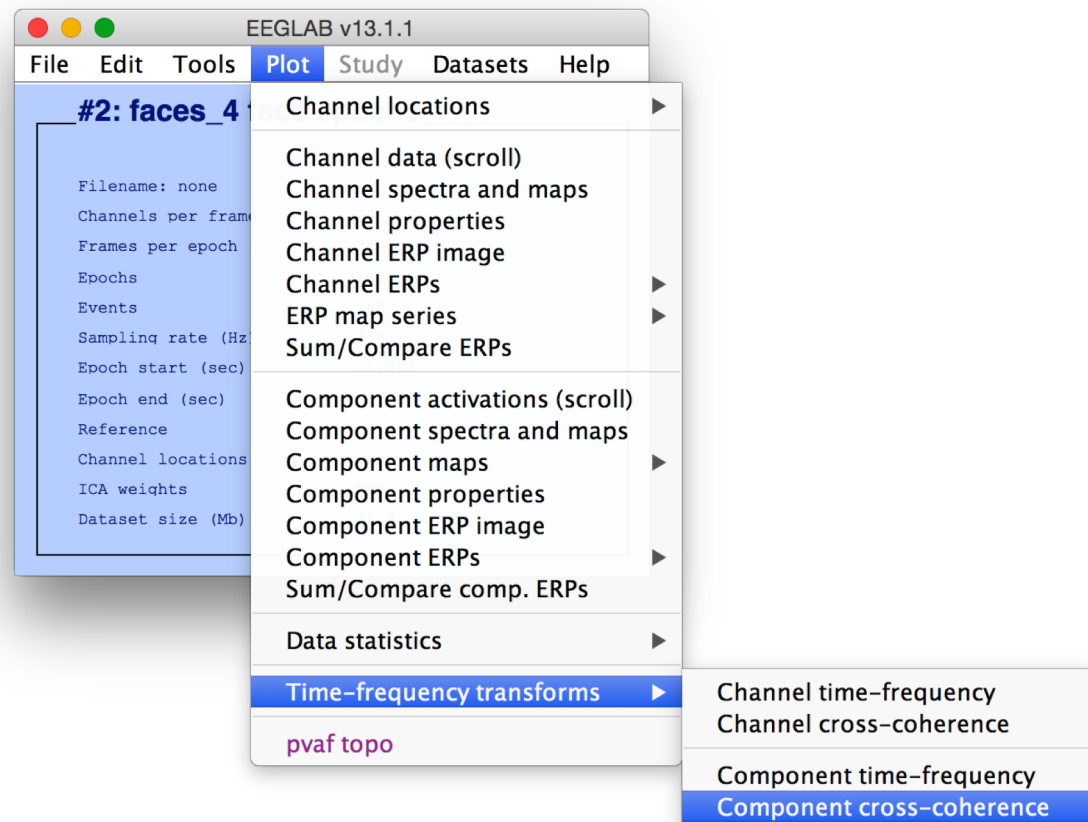 EEGLAB v13.1.1
File Edit Tools Plot Study Datasets Help
#2: faces_4
Filename: none
Channels per frame
Frames per epoch
Epochs
Events
Sampling rate (Hz)
Epoch start (sec)
Epoch end (sec)
Reference
Channel locations
ICA weights
Dataset size (Mb)
Channel locations
Channel data (scroll)
Channel spectra and maps
Channel properties
Channel ERP image
Channel ERPs
ERP map series
Sum/Compare ERPs
Component activations (scroll)
Component spectra and maps
Component maps
Component properties
Component ERP image
Component ERPs
Sum/Compare comp. ERPs
Data statistics
Time-frequency transforms
pvaf topo
Channel time-frequency
Channel cross-coherence
Component time-frequency
Component cross-coherence